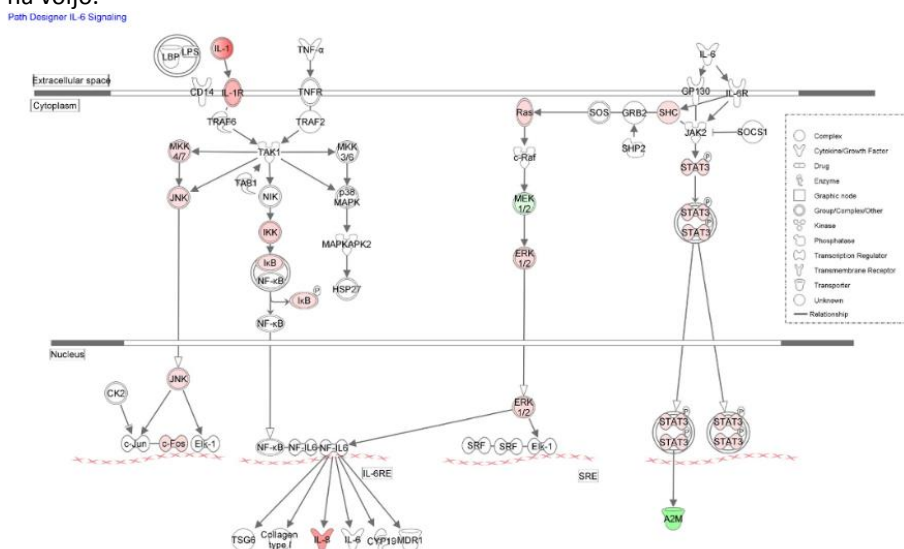 na voljo.
Path Designer IL-6 Signaling
LBP
LPS
IL-1
TNF-α
IL-6
Extracellular space
CD14
IL-1R
TNFR
GP130
IL-6R
Cytoplasm
TRAF6
TRAF2
Ras
SOS
GRB2
SHC
JAK2
SOCS1
MKK
4/7
TAK1
MKK
3/6
c-Raf
SHP2
STAT3
P
JNK
TAB1
NIK
p38
MAPK
MEK
1/2
IKK
STAT3
P
STAT3
P
MAPKAPK2
ERK
1/2
IκB
NF-κB
HSP27
IκB
P
NF-κB
Complex
Cytokine/Growth Factor
Drug
Enzyme
Graphic node
Group/Complex/Other
Kinase
Phosphatase
Transcription Regulator
Transmembrane Receptor
Transporter
Unknown
Relationship
Nucleus
JNK
CK2
ERK
1/2
c-Jun
c-Fos
Elk-1
NF-κB
NF-IL6
NF-IL6
SRF
SRF
Elk-1
STAT3
P
STAT3
P
STAT3
P
STAT3
P
IL-6RE
SRE
TSG6
Collagen
type I
IL-8
IL-6
CYP19
MDR1
A2M